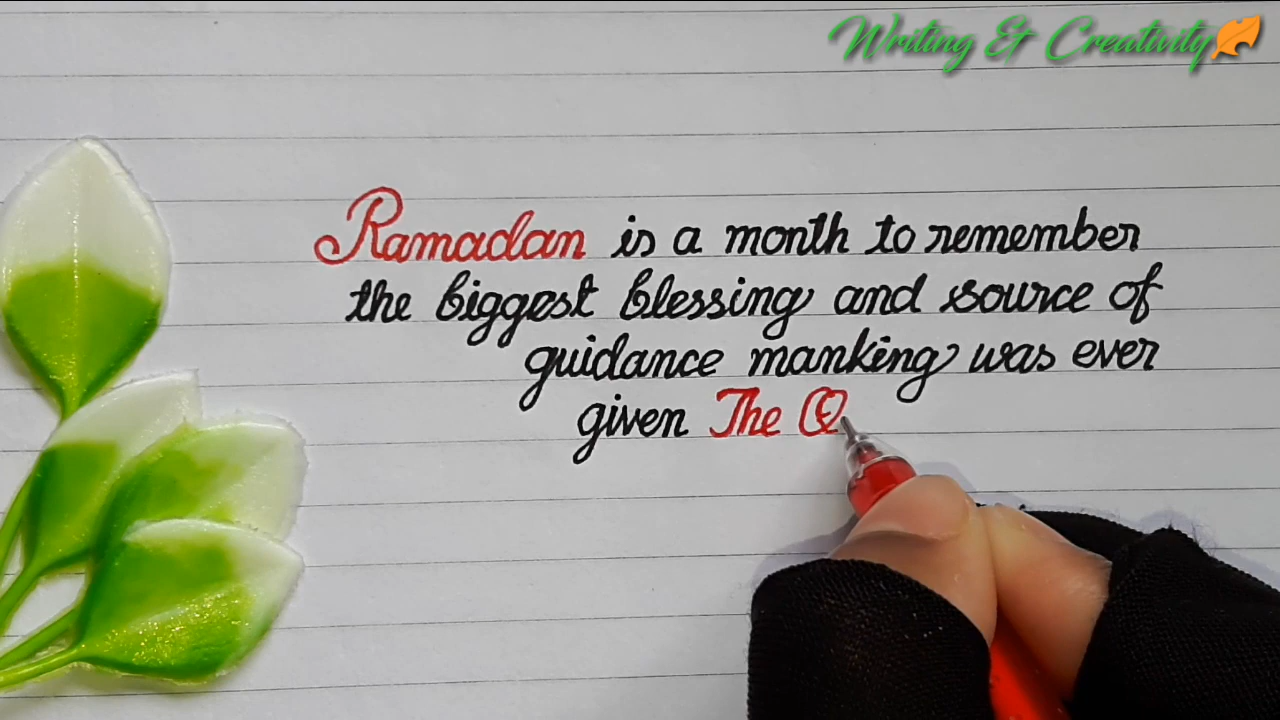 Writing & Creativity
Ramadan is a month to remember
the biggest blessing and source of
guidance manking was ever
given The Q